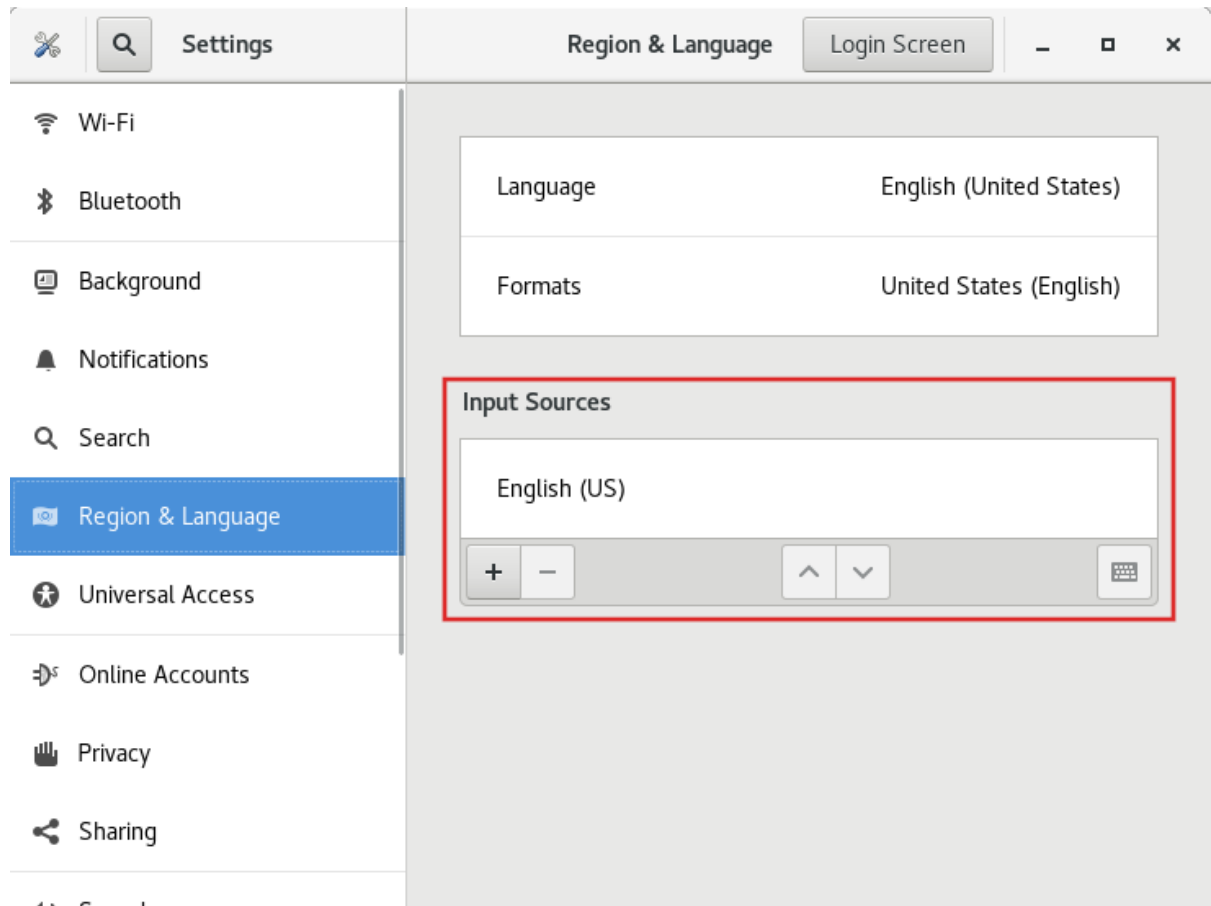 Settings
Region & Language
Login Screen
Wi-Fi
Bluetooth
Background
Notifications
Search
Region & Language
Universal Access
Online Accounts
Privacy
Sharing
Language English (United States)
Formats United States (English)
Input Sources
English (US)